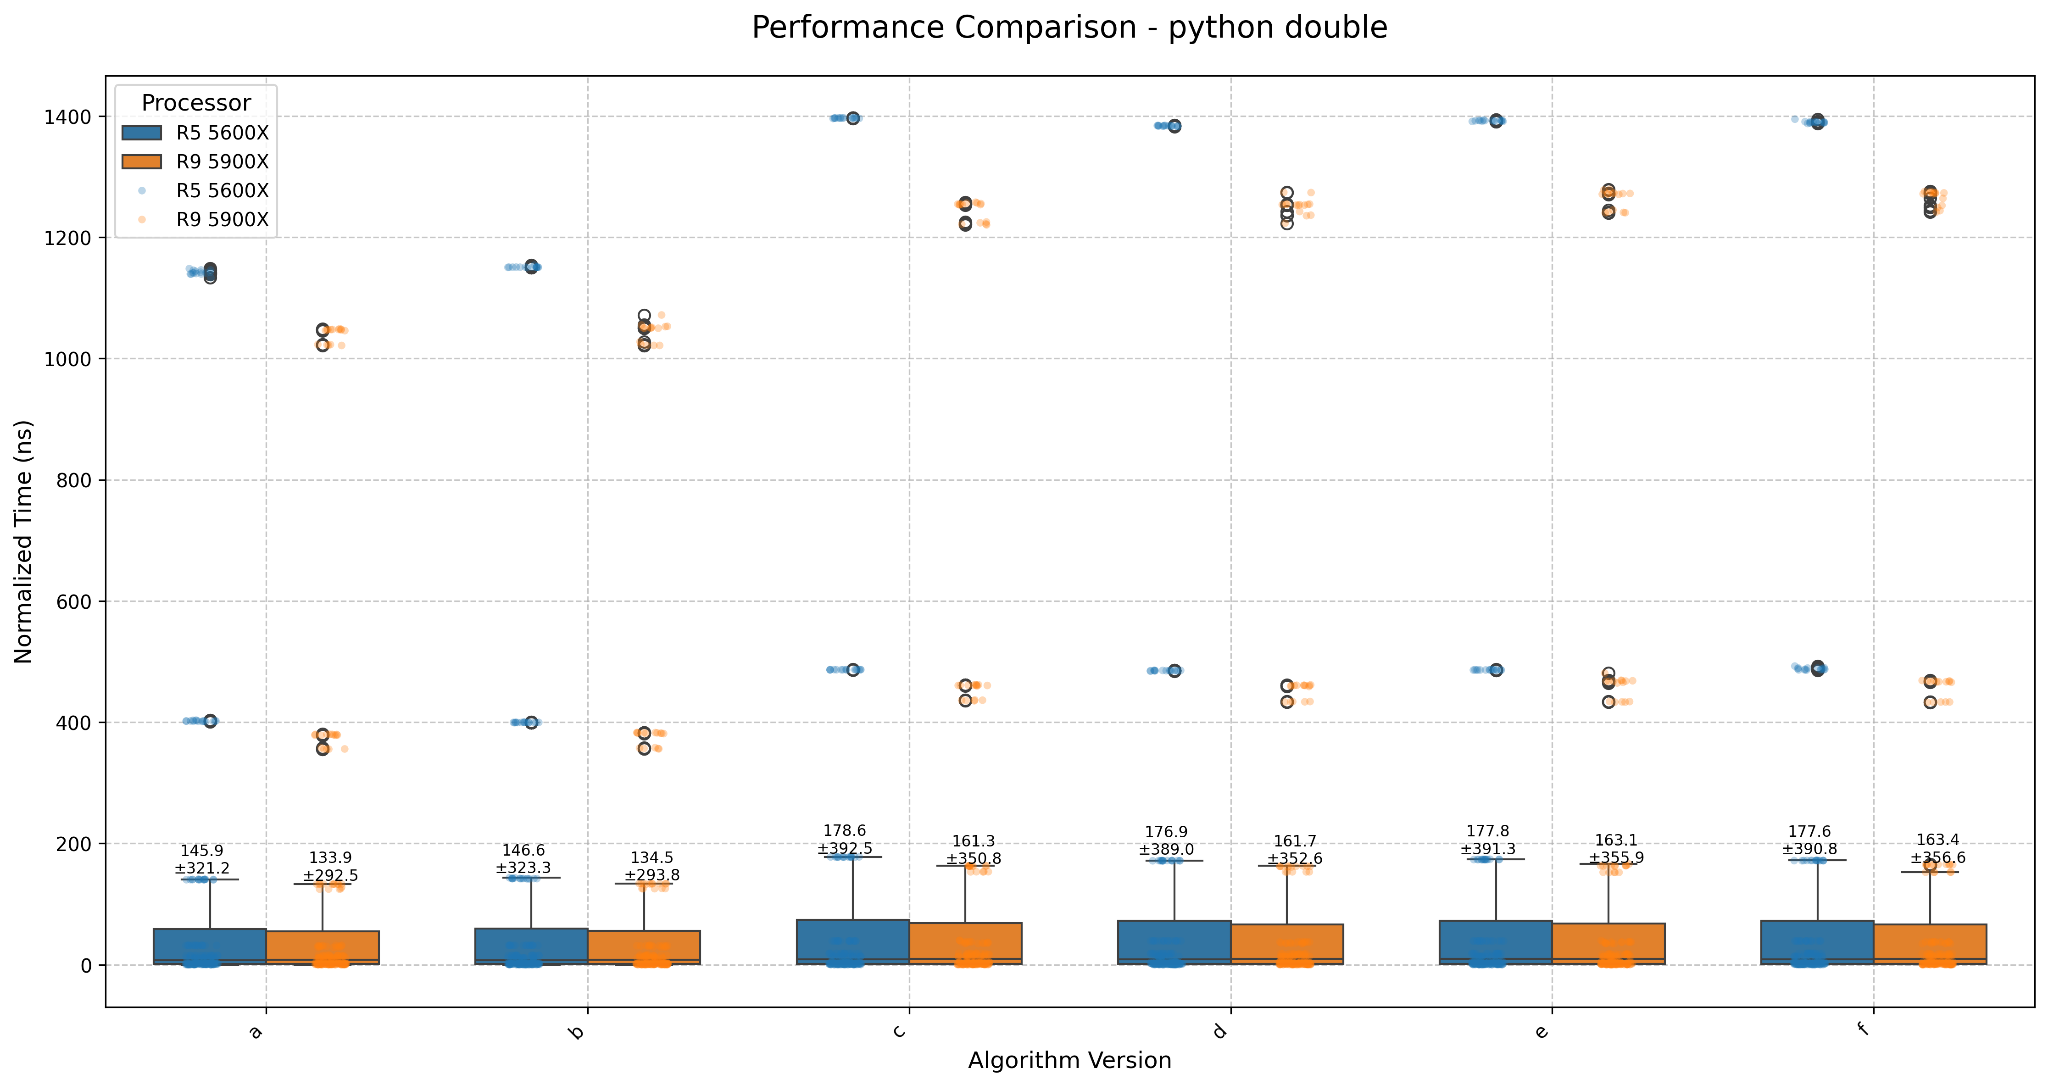 Performance Comparison - python double
Processor
R5 5600X
R9 5900X
R5 5600X
R9 5900X
Normalized Time (ns)
1400
1200
1000
800
600
400
200
0
145.9
±321.2
133.9
±292.5
146.6
±323.3
134.5
±293.8
178.6
±392.5
161.3
±350.8
176.9
±389.0
161.7
±352.6
177.8
±391.3
163.1
±355.9
177.6
±390.8
163.4
±356.6
a
b
c
d
e
f
Algorithm Version